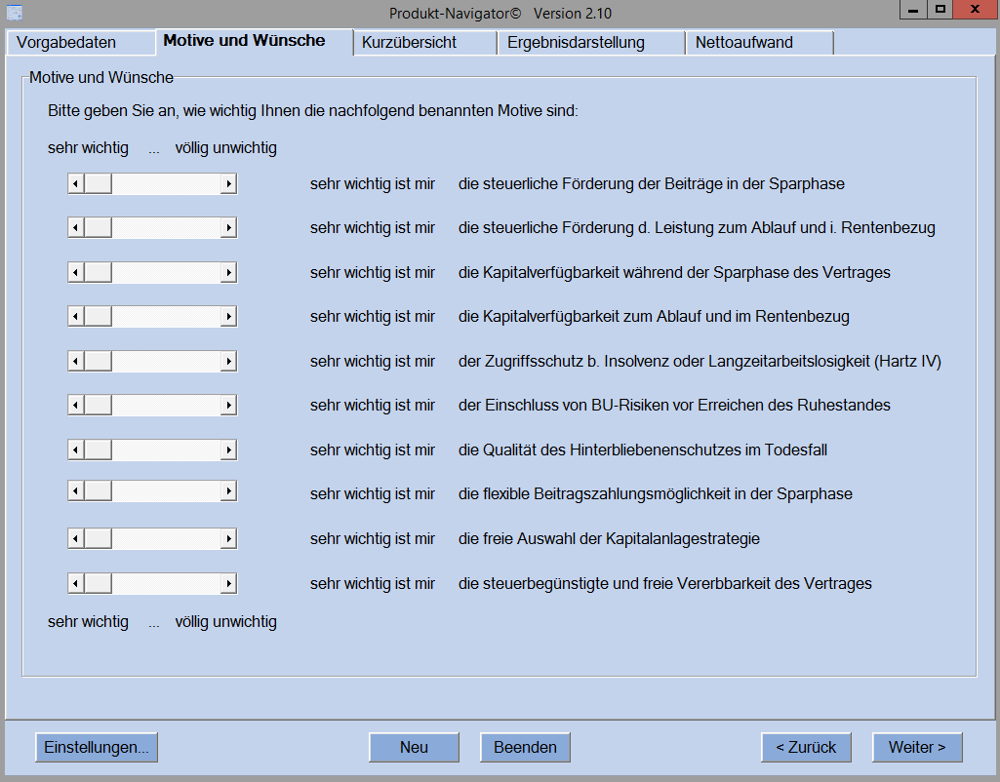 Produkt-Navigator© Version 2.10
Vorgabedaten Motive und Wünsche Kurzübersicht Ergebnisdarstellung Nettoaufwand
Motive und Wünsche
Bitte geben Sie an, wie wichtig Ihnen die nachfolgend benannten Motive sind:
sehr wichtig ... völlig unwichtig
sehr wichtig ist mir die steuerliche Förderung der Beiträge in der Sparphase
sehr wichtig ist mir die steuerliche Förderung d. Leistung zum Ablauf und i. Rentenbezug
sehr wichtig ist mir die Kapitalverfügbarkeit während der Sparphase des Vertrages
sehr wichtig ist mir die Kapitalverfügbarkeit zum Ablauf und im Rentenbezug
sehr wichtig ist mir der Zugriffsschutz b. Insolvenz oder Langzeitarbeitslosigkeit (Hartz IV)
sehr wichtig ist mir der Einschluss von BU-Risiken vor Erreichen des Ruhestandes
sehr wichtig ist mir die Qualität des Hinterbliebenenschutzes im Todesfall
sehr wichtig ist mir die flexible Beitragszahlungsmöglichkeit in der Sparphase
sehr wichtig ist mir die freie Auswahl der Kapitalanlagestrategie
sehr wichtig ist mir die steuerbegünstigte und freie Vererbbarkeit des Vertrages
sehr wichtig ... völlig unwichtig
Einstellungen... Neu Beenden < Zurück Weiter >